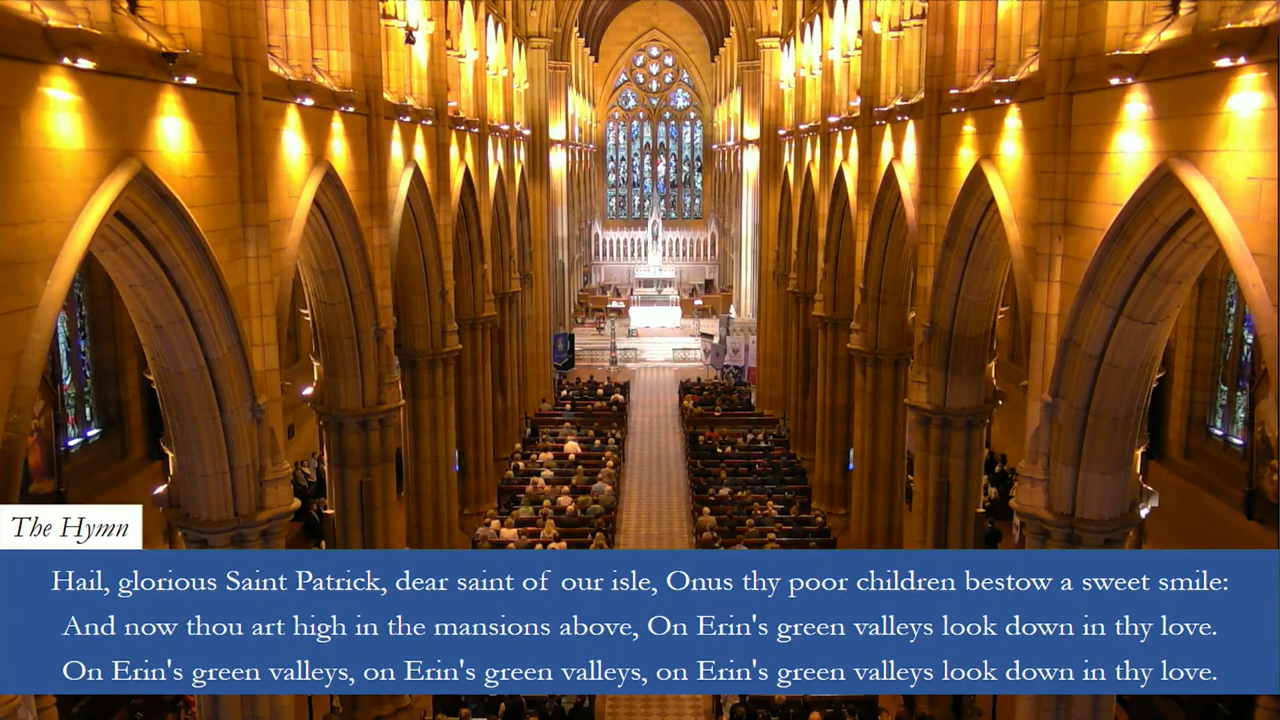 The Hymn
Hail, glorious Saint Patrick, dear saint of our isle, Onus thy poor children bestow a sweet smile:
And now thou art high in the mansions above, On Erin's green valleys look down in thy love.
On Erin's green valleys, on Erin's green valleys, on Erin's green valleys look down in thy love.